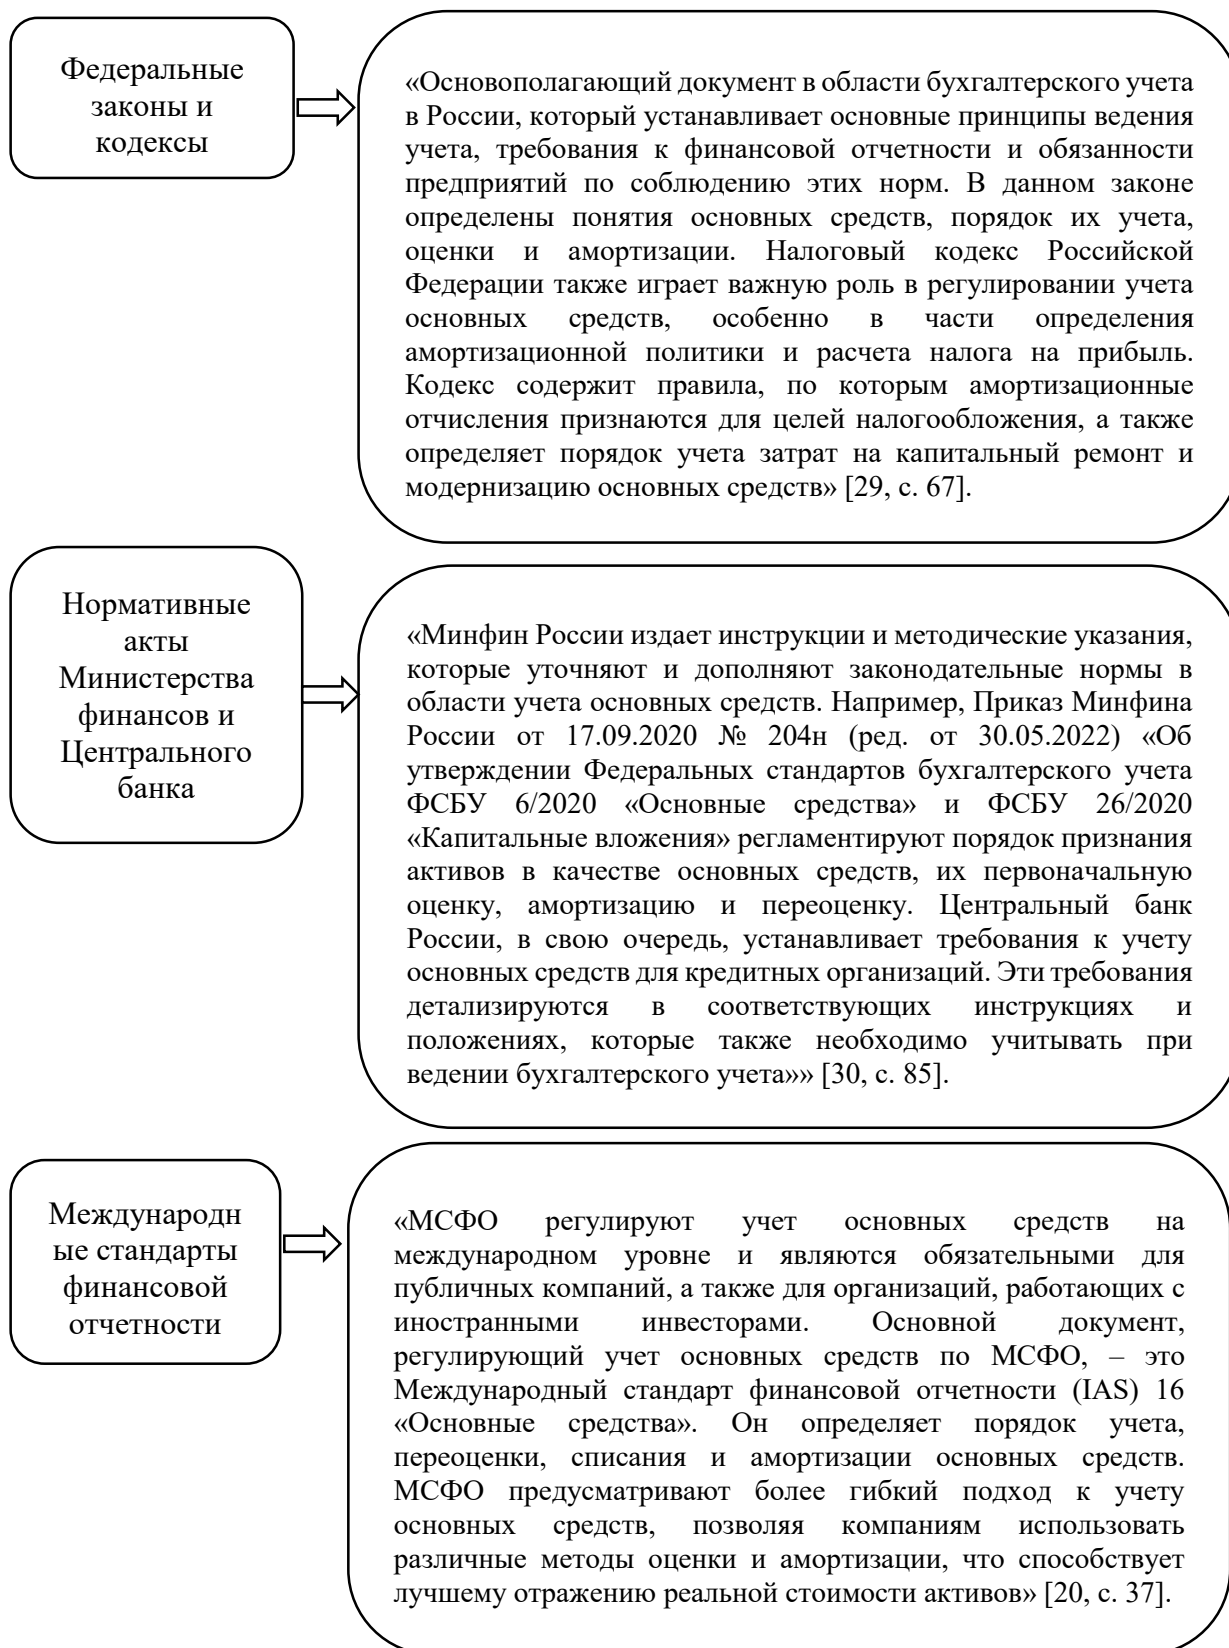 Федеральные
законы и
кодексы
«Основополагающий документ в области бухгалтерского учета
в России, который устанавливает основные принципы ведения
учета, требования к финансовой отчетности и обязанности
предприятий по соблюдению этих норм. В данном законе
определены понятия основных средств, порядок их учета,
оценки и амортизации. Налоговый кодекс Российской
Федерации также играет важную роль в регулировании учета
основных средств, особенно в части определения
амортизационной политики и расчета налога на прибыль.
Кодекс содержит правила, по которым амортизационные
отчисления признаются для целей налогообложения, а также
определяет порядок учета затрат на капитальный ремонт и
модернизацию основных средств» [29, с. 67].
Нормативные
акты
Министерства
финансов и
Центрального
банка
«Минфин России издает инструкции и методические указания,
которые уточняют и дополняют законодательные нормы в
области учета основных средств. Например, Приказ Минфина
России от 17.09.2020 № 204н (ред. от 30.05.2022) «Об
утверждении Федеральных стандартов бухгалтерского учета
ФСБУ 6/2020 «Основные средства» и ФСБУ 26/2020
«Капитальные вложения» регламентируют порядок признания
активов в качестве основных средств, их первоначальную
оценку, амортизацию и переоценку. Центральный банк
России, в свою очередь, устанавливает требования к учету
основных средств для кредитных организаций. Эти требования
детализируются в соответствующих инструкциях и
положениях, которые также необходимо учитывать при
ведении бухгалтерского учета»» [30, с. 85].
Международн
ые стандарты
финансовой
отчетности
«МСФО регулируют учет основных средств на
международном уровне и являются обязательными для
публичных компаний, а также для организаций, работающих с
иностранными инвесторами. Основной документ,
регулирующий учет основных средств по МСФО, – это
Международный стандарт финансовой отчетности (IAS) 16
«Основные средства». Он определяет порядок учета,
переоценки, списания и амортизации основных средств.
МСФО предусматривают более гибкий подход к учету
основных средств, позволяя компаниям использовать
различные методы оценки и амортизации, что способствует
лучшему отражению реальной стоимости активов» [20, с. 37].